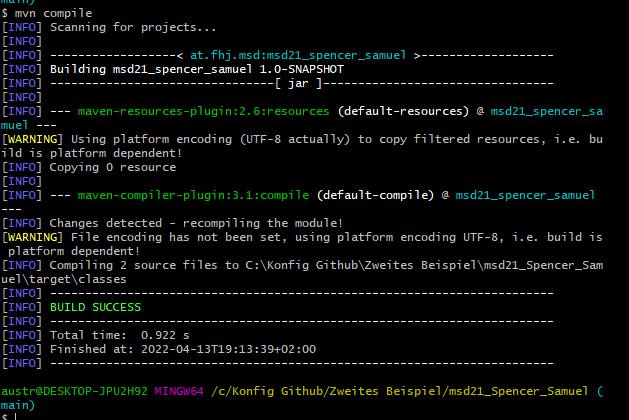 main)
$ mvn compile
[INFO] Scanning for projects...
[INFO]
[INFO] -----------------< at.fhj.msd:msd21_spencer_samuel >------------------
[INFO] Building msd21_spencer_samuel 1.0-SNAPSHOT
[INFO] --------------------------------[ jar ]---------------------------------
[INFO]
[INFO] --- maven-resources-plugin:2.6:resources (default-resources) @ msd21_spencer_sa
muel ---
[WARNING] Using platform encoding (UTF-8 actually) to copy filtered resources, i.e. bu
ild is platform dependent!
[INFO] Copying 0 resource
[INFO]
[INFO] --- maven-compiler-plugin:3.1:compile (default-compile) @ msd21_spencer_samuel
---
[INFO] Changes detected - recompiling the module!
[WARNING] File encoding has not been set, using platform encoding UTF-8, i.e. build is
 platform dependent!
[INFO] Compiling 2 source files to C:\Konfig Github\Zweites Beispiel\msd21_Spencer_Sam
uel\target\classes
[INFO] ------------------------------------------------------------------------
[INFO] BUILD SUCCESS
[INFO] ------------------------------------------------------------------------
[INFO] Total time:  0.922 s
[INFO] Finished at: 2022-04-13T19:13:39+02:00
[INFO] ------------------------------------------------------------------------
austr@DESKTOP-JPU2H92 MINGW64 /c/Konfig Github/Zweites Beispiel/msd21_Spencer_Samuel (
main)
$